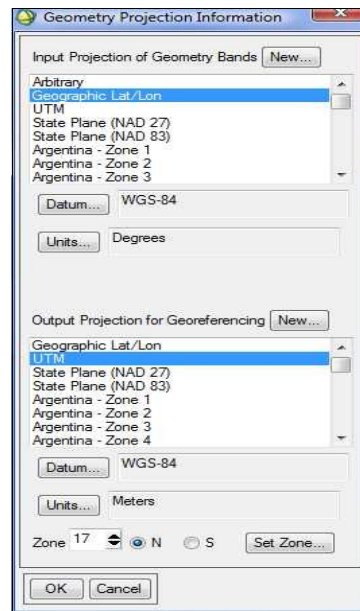 Geometry Projection Information
Input Projection of Geometry Bands New...
Arbitrary
Geographic Lat/Lon
UTM
State Plane (NAD 27)
State Plane (NAD 83)
Argentina - Zone 1
Argentina - Zone 2
Argentina - Zone 3
Datum... WGS-84
Units... Degrees
Output Projection for Georeferencing New...
Geographic Lat/Lon
UTM
State Plane (NAD 27)
State Plane (NAD 83)
Argentina - Zone 1
Argentina - Zone 2
Argentina - Zone 3
Argentina - Zone 4
Datum... WGS-84
Units... Meters
Zone 17 N S Set Zone...
OK Cancel